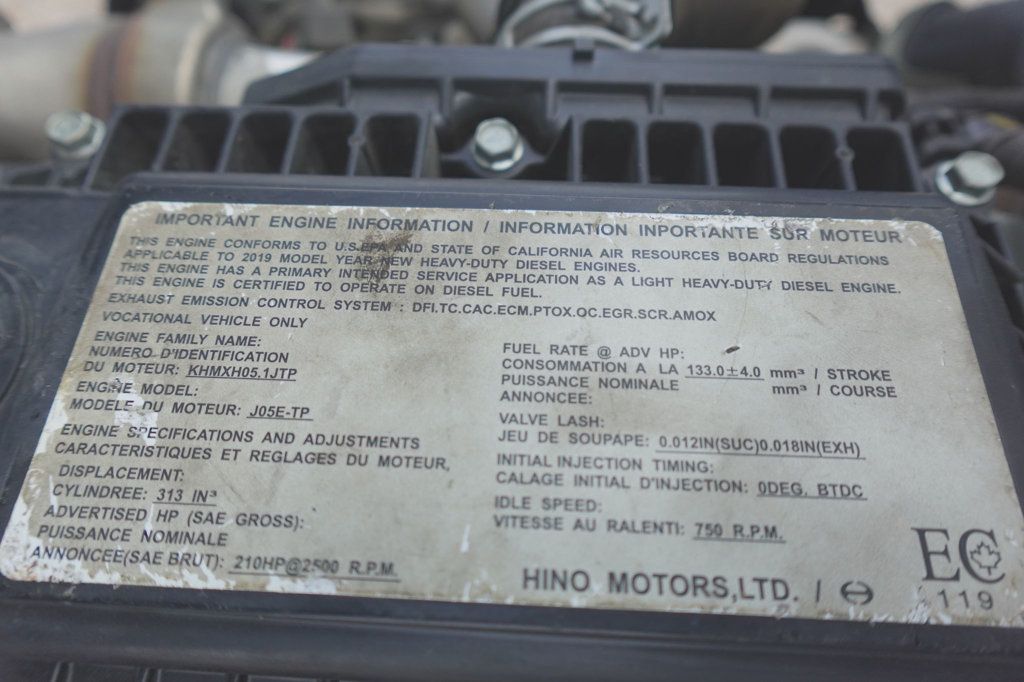 IMPORTANT ENGINE INFORMATION / INFORMATION INPORTANTE SUR MOTEUR
THIS ENGINE CONFORMS TO U.S.EPA AND STATE OF CALIFORNIA AIR RESOURCES BOARD REGULATIONS
APPLICABLE TO 2019 MODEL YEAR NEW HEAVY-DUTY DIESEL ENGINES.
THIS ENGINE HAS A PRIMARY INTENDED SERVICE APPLICATION AS A LIGHT HEAVY-DUTY DIESEL ENGINE.
THIS ENGINE IS CERTIFIED TO OPERATE ON DIESEL FUEL.
EXHAUST EMISSION CONTROL SYSTEM : DFI.TC.CAC.ECM.PTOX.OC.EGR.SCR.AMOX
VOCATIONAL VEHICLE ONLY
ENGINE FAMILY NAME:
NUMERO D'IDENTIFICATION
DU MOTEUR: KHMXH05.1JTP
ENGINE MODEL:
MODELE DU MOTEUR: J05E-TP
ENGINE SPECIFICATIONS AND ADJUSTMENTS
CARACTERISTIQUES ET REGLAGES DU MOTEUR,
DISPLACEMENT:
CYLINDREE: 313 IN³
ADVERTISED HP (SAE GROSS):
PUISSANCE NOMINALE
ANNONCEE(SAE BRUT): 210HP@2500 R.P.M.
FUEL RATE @ ADV HP:
CONSOMMATION A LA 133.0±4.0 mm³ / STROKE
PUISSANCE NOMINALE mm³ / COURSE
ANNONCEE:
VALVE LASH:
JEU DE SOUPAPE: 0.012IN(SUC)0.018IN(EXH)
INITIAL INJECTION TIMING:
CALAGE INITIAL D'INJECTION: 0DEG. BTDC
IDLE SPEED:
VITESSE AU RALENTI: 750 R.P.M.
HINO MOTORS,LTD. /
EC
119